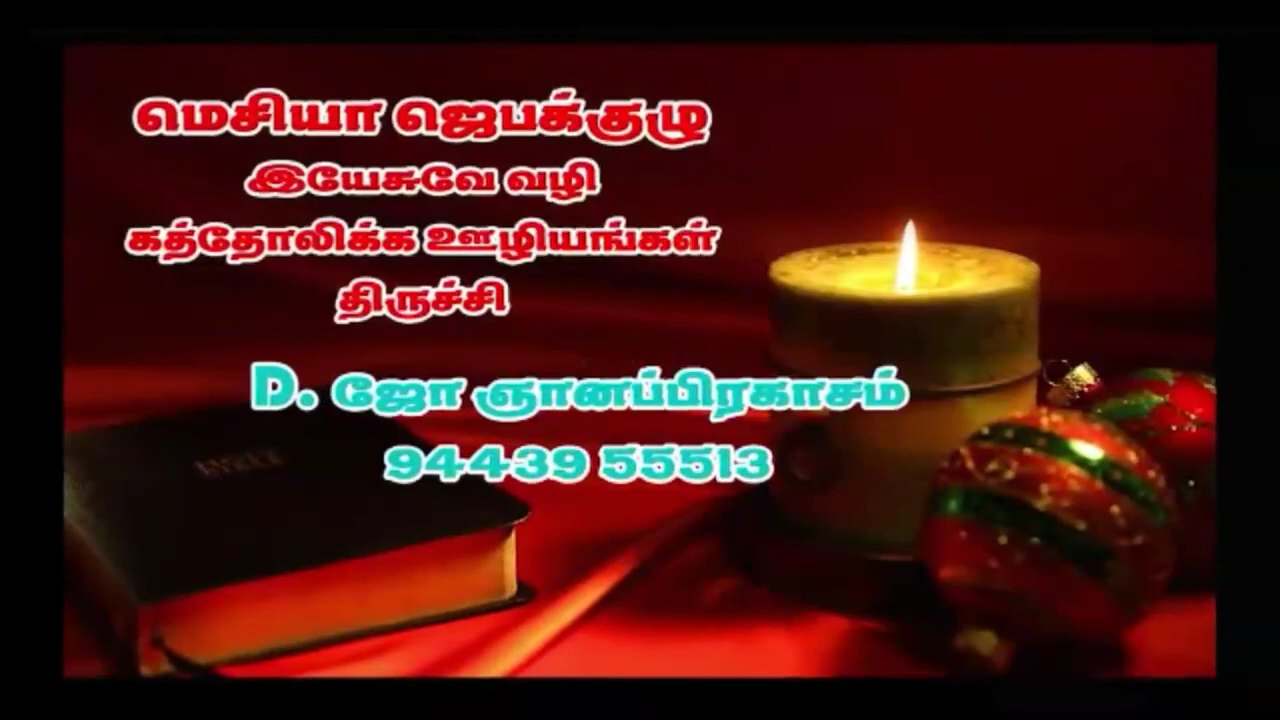 மெசியா ஜெபக்குழு
இயேசுவே வழி
கத்தோலிக்க ஊழியங்கள்
திருச்சி
D. ஜோ ஞானப்பிரகாசம்
94439 55513